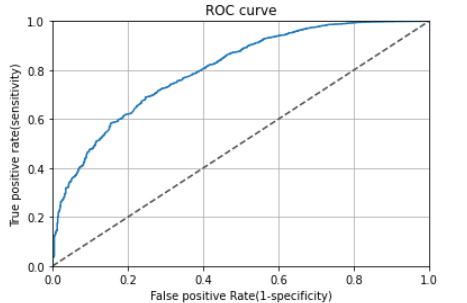 ROC curve
1.0
0.8
0.6
0.4
0.2
0.0
True positive rate(sensitivity)
0.0 0.2 0.4 0.6 0.8 1.0
False positive Rate(1-specificity)